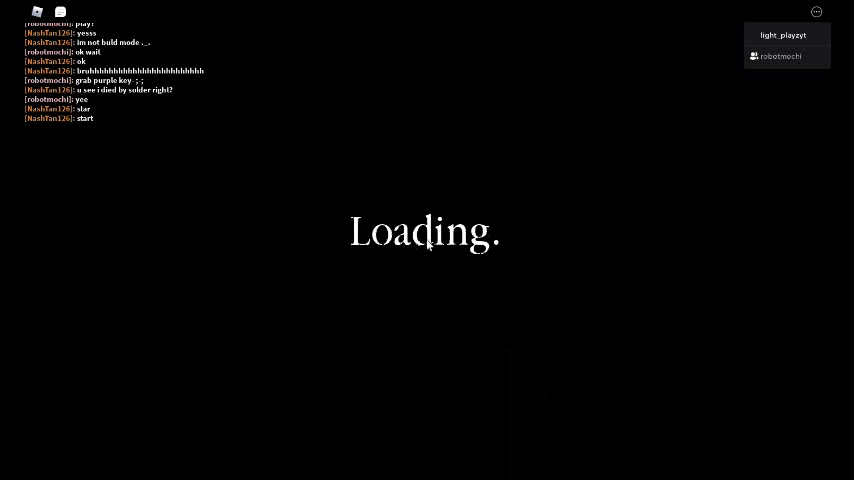 [robotmochi]: play?
[NashTan126]: yesss
[NashTan126]: im not buld mode ._.
[robotmochi]: ok wait
[NashTan126]: ok
[NashTan126]: bruhhhhhhhhhhhhhhhhhhhhhhhh
[robotmochi]: grab purple key ; ;
[NashTan126]: u see i died by solder right?
[robotmochi]: yee
[NashTan126]: star
[NashTan126]: start
light_playzyt
robotmochi
Loading.